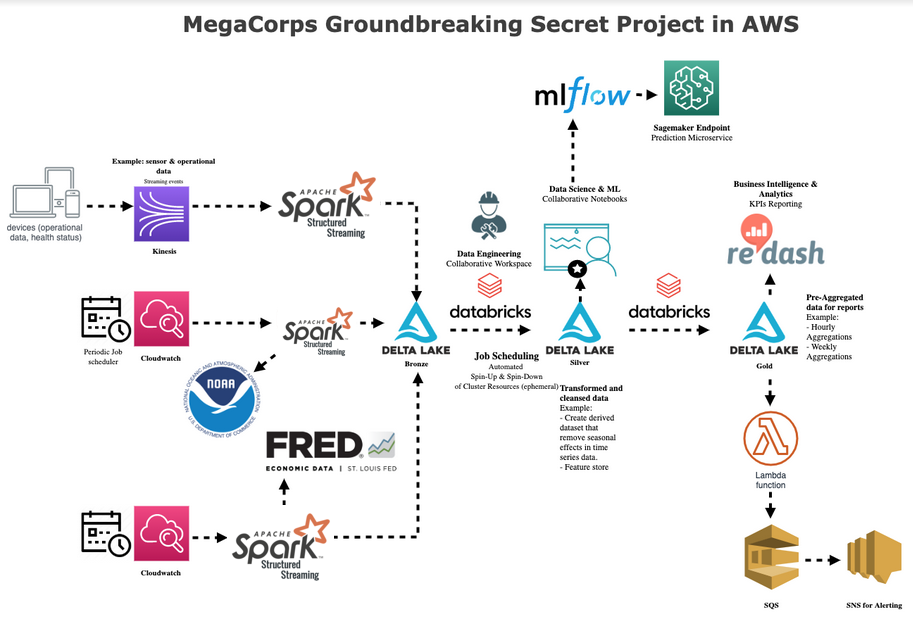 MegaCorps Groundbreaking Secret Project in AWS
mlflow
Sagemaker Endpoint
Prediction Microservice
Example: sensor & operational
data
Streaming events
devices (operational
data, health status)
Kinesis
APACHE
Spark™
Structured
Streaming
Data Science & ML
Collaborative Notebooks
Business Intelligence &
Analytics
KPIs Reporting
redash
Data Engineering
Collaborative Workspace
Periodic Job
scheduler
Cloudwatch
APACHE
Spark
Structured
Streaming
DELTA LAKE
Bronze
databricks
Job Scheduling
Automated
Spin-Up & Spin-Down
of Cluster Resources (ephemeral)
DELTA LAKE
Silver
Transformed and
cleansed data
Example:
- Create derived
dataset that
remove seasonal
effects in time
series data.
- Feature store
databricks
DELTA LAKE
Gold
Pre-Aggregated
data for reports
Example:
- Hourly
Aggregations
- Weekly
Aggregations
NATIONAL OCEANIC AND ATMOSPHERIC ADMINISTRATION
NOAA
U.S. DEPARTMENT OF COMMERCE
FRED
ECONOMIC DATA | ST. LOUIS FED
Cloudwatch
APACHE
Spark™
Structured
Streaming
Lambda
function
SQS
SNS for Alerting